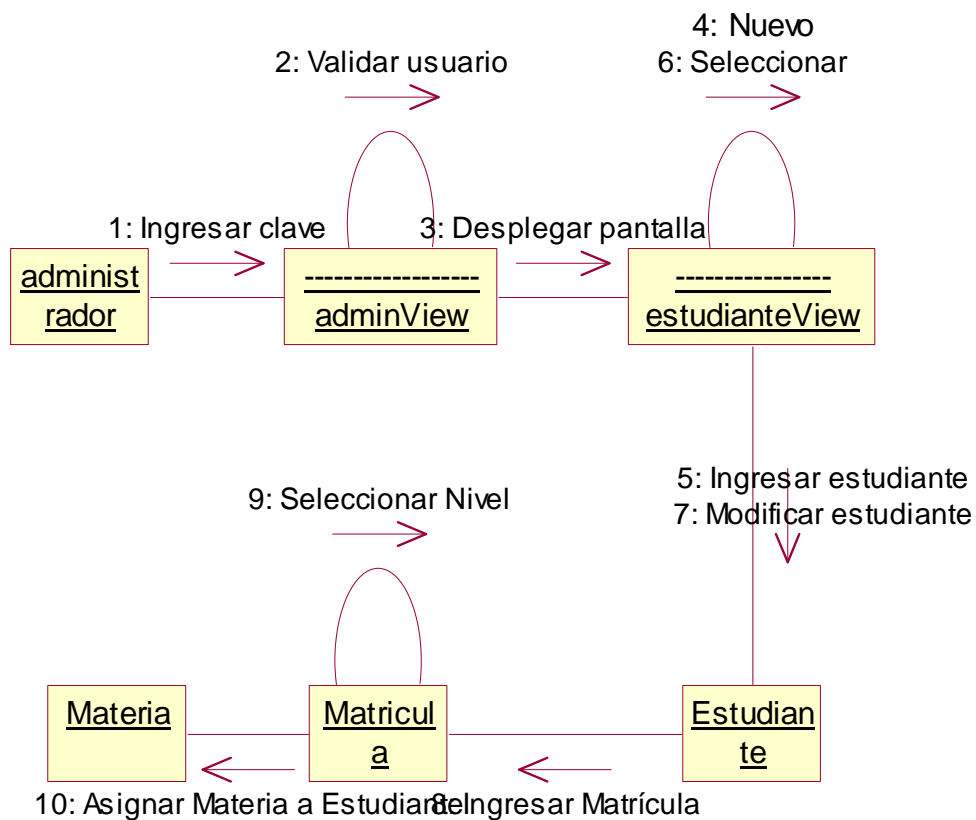 4: Nuevo
2: Validar usuario
6: Seleccionar
1: Ingresar clave
3: Desplegar pantalla
administ
rador
------------------
adminView
----------------
estudianteView
5: Ingresar estudiante
7: Modificar estudiante
9: Seleccionar Nivel
Materia
Matricul
a
Estudian
te
10: Asignar Materia a Estudiante
8: Ingresar Matrícula